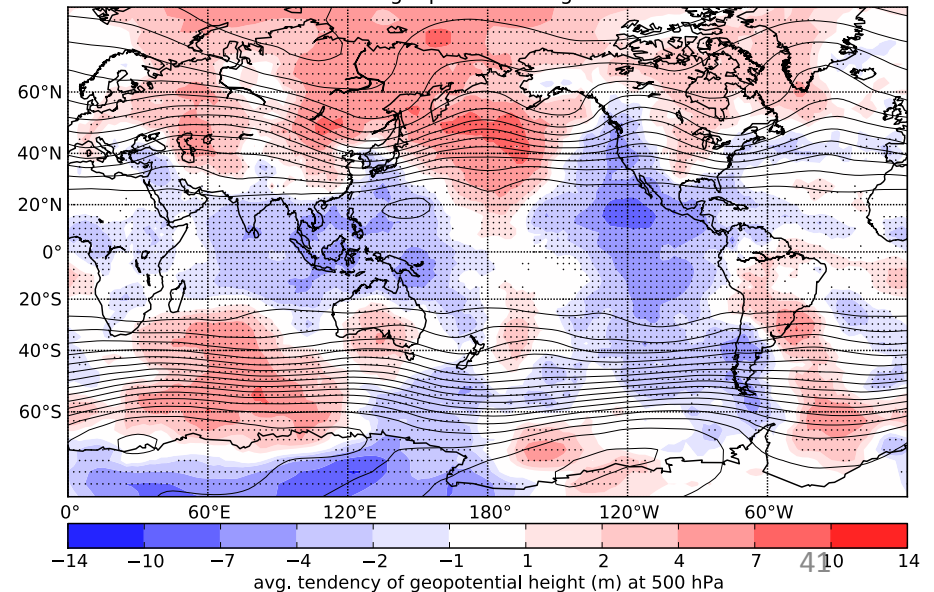 60°N
40°N
20°N
0°
20°S
40°S
60°S
0° 60°E 120°E 180° 120°W 60°W
−14 −10 −7 −4 −2 −1 1 2 4 7 10 14
41
avg. tendency of geopotential height (m) at 500 hPa